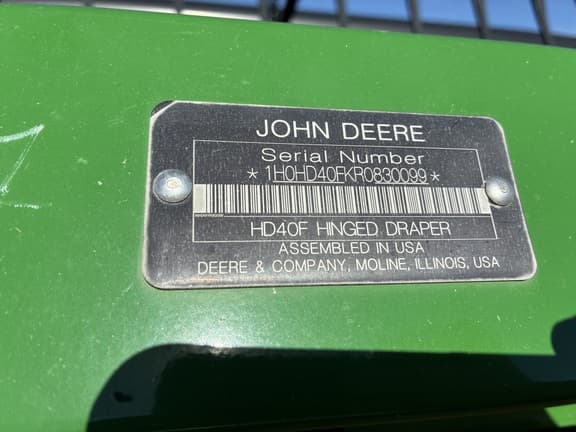 JOHN DEERE
Serial Number
*1H0HD40FKR0830099*
HD40F HINGED DRAPER
ASSEMBLED IN USA
DEERE & COMPANY, MOLINE, ILLINOIS, USA